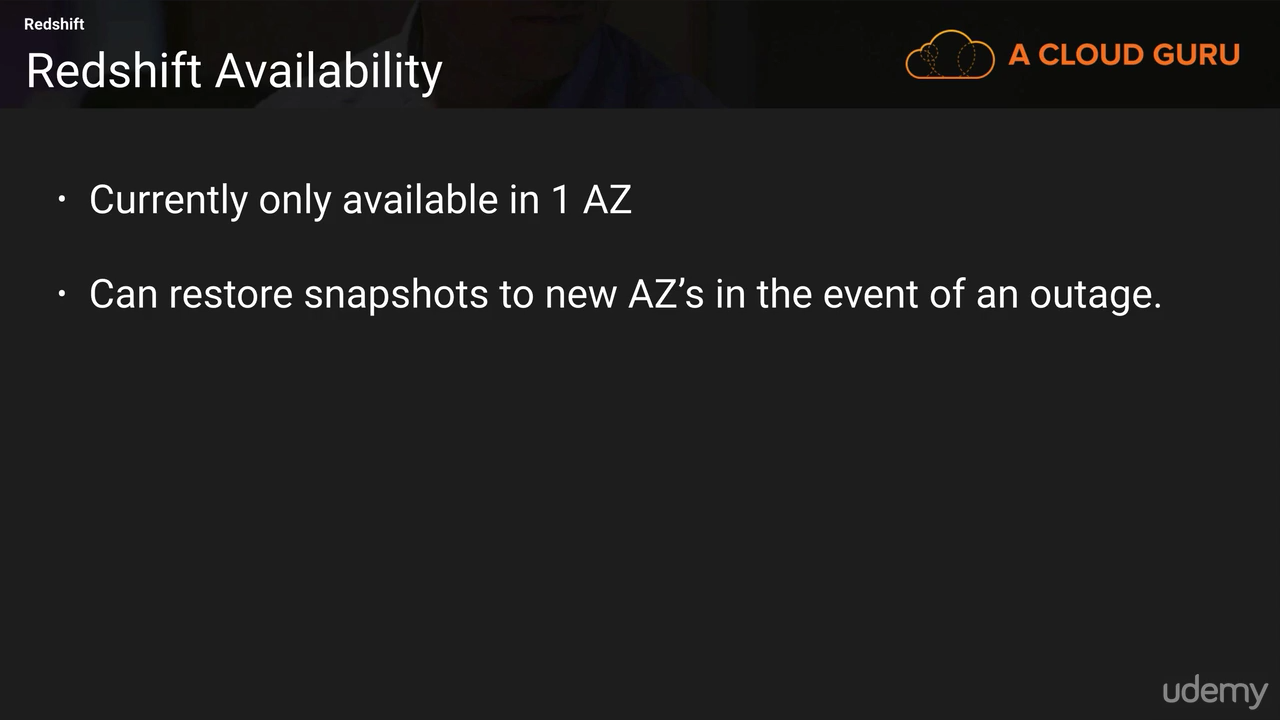 Redshift
Redshift Availability
A CLOUD GURU
• Currently only available in 1 AZ
• Can restore snapshots to new AZ’s in the event of an outage.
udemy